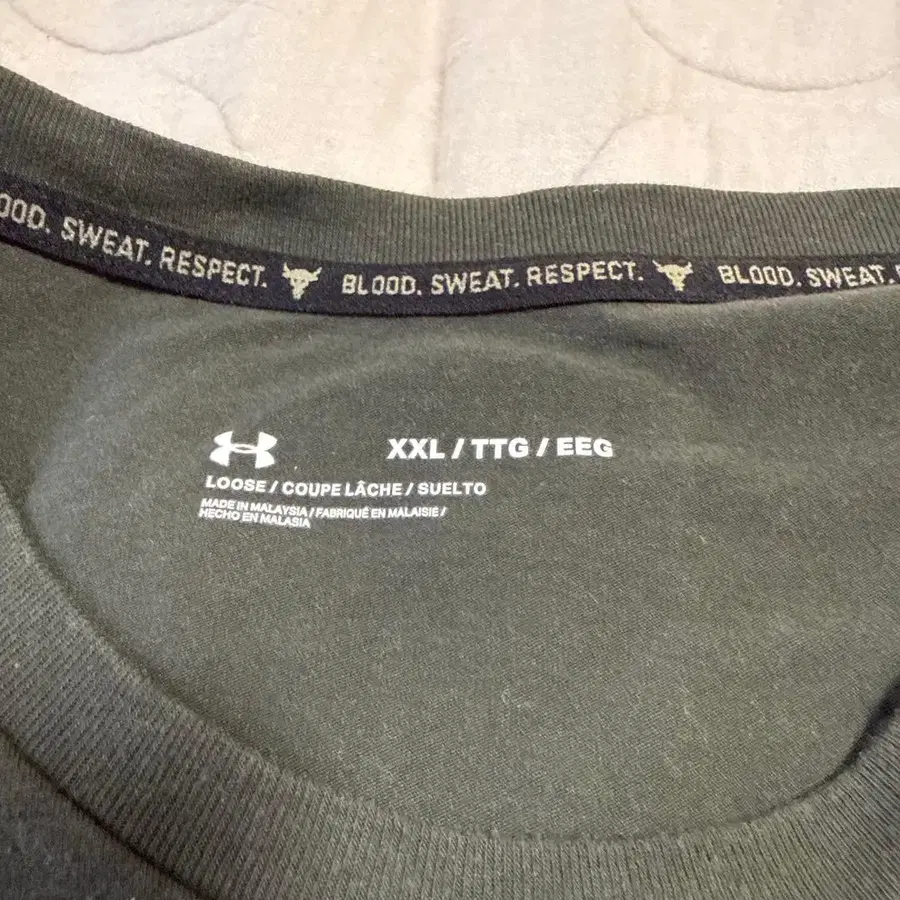 OOD. SWEAT. RESPECT. BLOOD. SWEAT. RESPECT. BLOOD. SWEAT.
XXL / TTG / EEG
LOOSE / COUPE LÂCHE / SUELTO
MADE IN MALAYSIA / FABRIQUÉ EN MALAISIE /
HECHO EN MALASIA